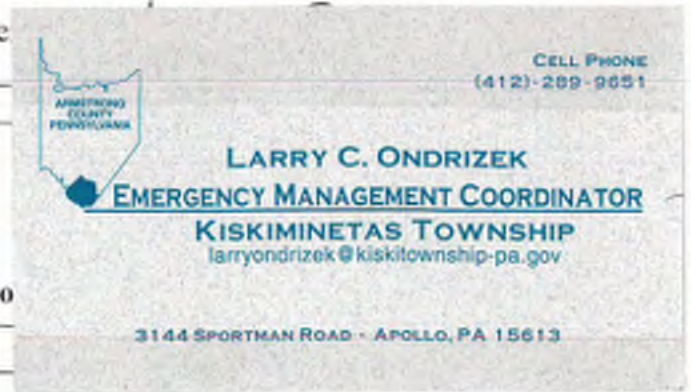 CELL PHONE
(412)-289-9651
ARMSTRONG
COUNTY
PENNSYLVANIA
LARRY C. ONDRIZEK
EMERGENCY MANAGEMENT COORDINATOR
KISKIMINETAS TOWNSHIP
larryondrizek@kiskitownship-pa.gov
3144 SPORTMAN ROAD - APOLLO, PA 15613